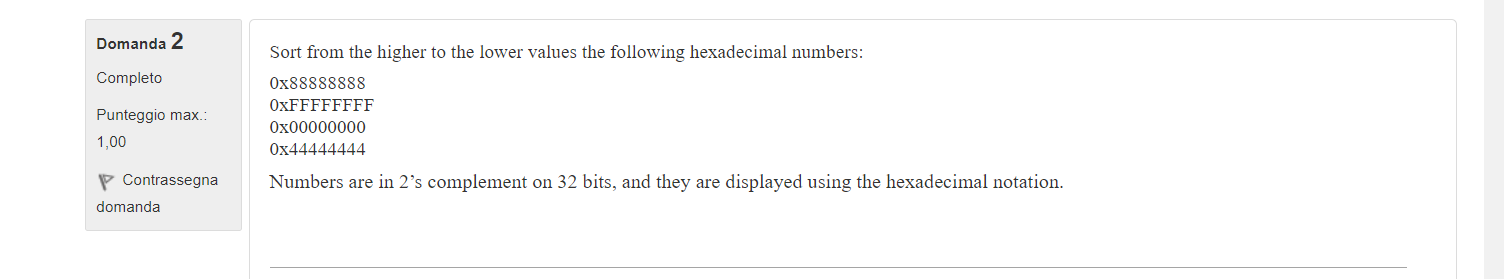 Domanda 2
Completo
Punteggio max.:
1,00
Contrassegna
domanda
Sort from the higher to the lower values the following hexadecimal numbers:
0x88888888
0xFFFFFFFF
0x00000000
0x44444444
Numbers are in 2’s complement on 32 bits, and they are displayed using the hexadecimal notation.